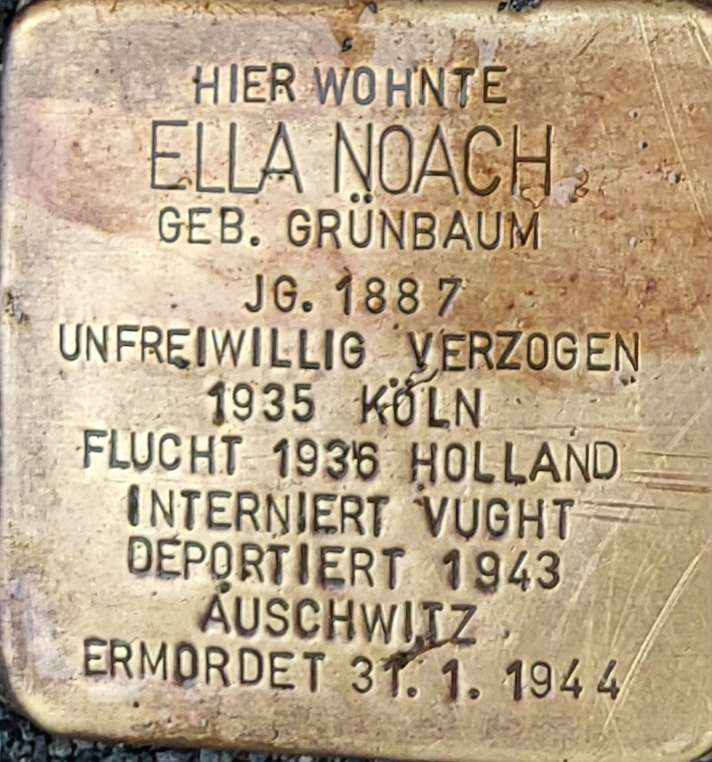 HIER WOHNTE
ELLA NOACH
GEB. GRÜNBAUM
JG. 1887
UNFREIWILLIG VERZOGEN
1935 KÖLN
FLUCHT 1936 HOLLAND
INTERNIERT VUGHT
DEPORTIERT 1943
AUSCHWITZ
ERMORDET 31.1.1944